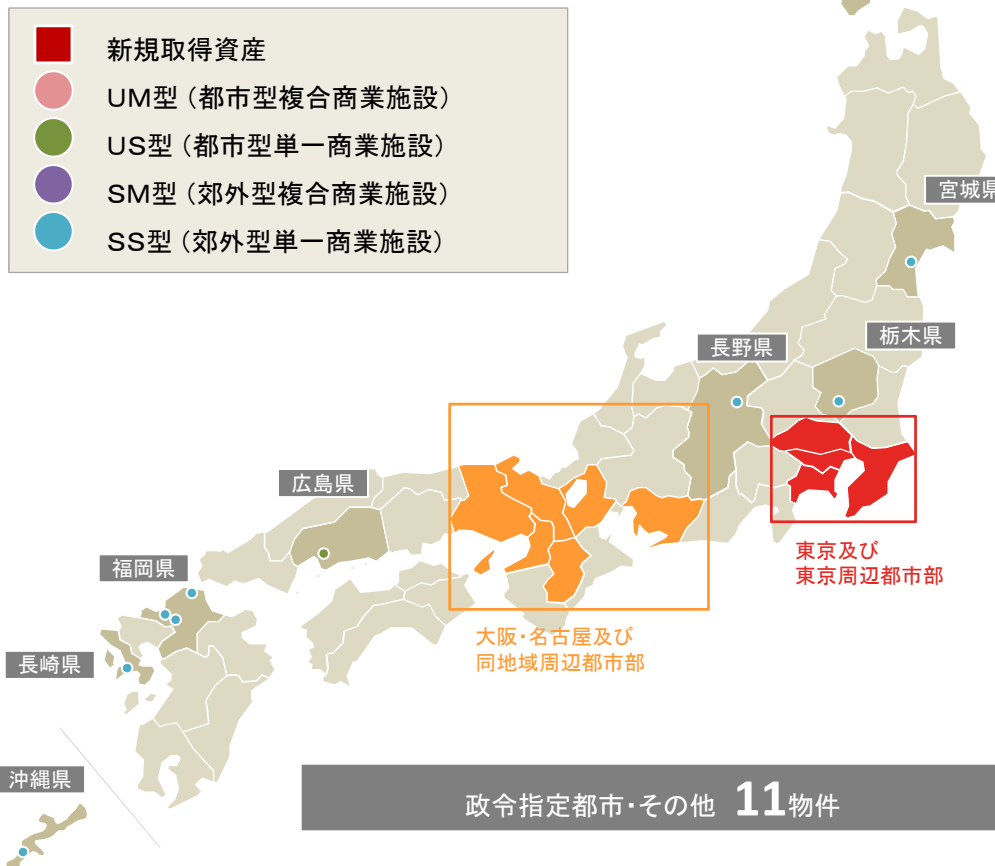 新規取得資産
UM型（都市型複合商業施設）
US型（都市型単一商業施設）
SM型（郊外型複合商業施設）
SS型（郊外型単一商業施設）
宮城県
栃木県
長野県
広島県
福岡県
長崎県
沖縄県
東京及び
東京周辺都市部
大阪・名古屋及び
同地域周辺都市部
政令指定都市・その他 11物件